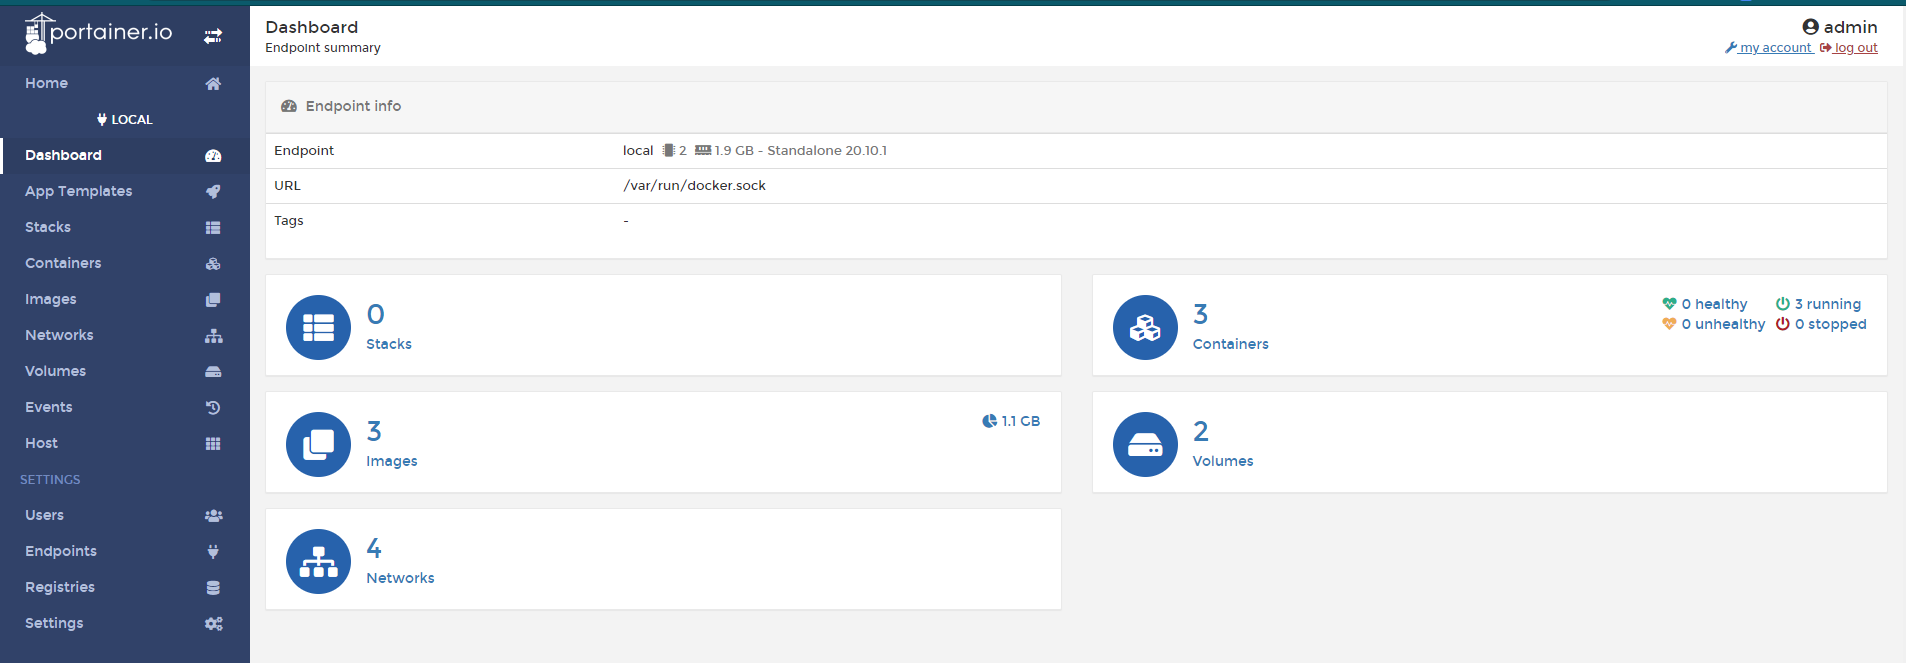 portainer.io
Home
LOCAL
Dashboard
App Templates
Stacks
Containers
Images
Networks
Volumes
Events
Host
SETTINGS
Users
Endpoints
Registries
Settings
Dashboard
Endpoint summary
admin
my account log out
Endpoint info
Endpoint local 2 1.9 GB - Standalone 20.10.1
URL /var/run/docker.sock
Tags -
0
Stacks
3
Containers
0 healthy 3 running
0 unhealthy 0 stopped
3
Images
1.1 GB
2
Volumes
4
Networks